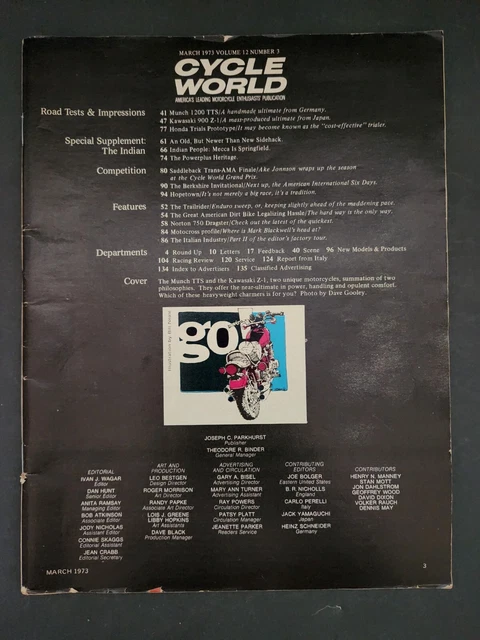 MARCH 1973 VOLUME 12 NUMBER 3
CYCLE
WORLD
AMERICA'S LEADING MOTORCYCLE ENTHUSIASTS' PUBLICATION
Road Tests & Impressions
41 Munch 1200 TTS/A handmade ultimate from Germany.
47 Kawasaki 900 Z-1/A mass-produced ultimate from Japan.
77 Honda Trials Prototype/It may become known as the "cost-effective" trialer.
Special Supplement:
The Indian
61 An Old, But Newer Than New Sidehack.
66 Indian People: Mecca Is Springfield.
74 The Powerplus Heritage.
Competition
80 Saddleback Trans-AMA Finale/Ake Jonnson wraps up the season
at the Cycle World Grand Prix.
90 The Berkshire Invitational/Next up, the American International Six Days.
94 Hopetown/It's not merely a big race, it's a tradition.
Features
52 The Trailrider/Enduro sweep, or, keeping slightly ahead of the maddening pace.
54 The Great American Dirt Bike Legalizing Hassle/The hard way is the only way.
58 Norton 750 Dragster/Check out the latest of the quickest.
84 Motocross profile/Where is Mark Blackwell's head at?
86 The Italian Industry/Part II of the editor's factory tour.
Departments
4 Round Up 10 Letters 17 Feedback 40 Scene 96 New Models & Products
104 Racing Review 120 Service 124 Report from Italy
134 Index to Advertisers 135 Classified Advertising
Cover
The Munch TTS and the Kawasaki Z-1, two unique motorcycles, summation of two
philosophies. They offer the near-ultimate in power, handling and opulent comfort.
Which of these heavyweight charmers is for you? Photo by Dave Gooley.
go
JOSEPH C. PARKHURST
Publisher
THEODORE R. BINDER
General Manager
EDITORIAL
IVAN J. WAGAR
Editor
DAN HUNT
Senior Editor
ANITA RAMSAY
Managing Editor
BOB ATKINSON
Associate Editor
JODY NICHOLAS
Assistant Editor
CONNIE SKAGGS
Editorial Assistant
JEAN CRABB
Editorial Secretary
ART AND
PRODUCTION
LEO BESTGEN
Design Director
ROGER MORRISON
Art Director
RANDY PAPKE
Associate Art Director
LOIS J. GREENE
LIBBY HOPKINS
Art Assistants
DAVE BLACK
Production Manager
ADVERTISING
AND CIRCULATION
GARY A. BISEL
Advertising Director
MARY ANN TURNER
Advertising Assistant
RAY POWERS
Circulation Director
PATSY PLATT
Circulation Manager
JEANETTE PARKER
Readers Service
CONTRIBUTING
EDITORS
JOE BOLGER
Eastern United States
B. R. NICHOLLS
England
CARLO PERELLI
Italy
JACK YAMAGUCHI
Japan
HEINZ SCHNEIDER
Germany
CONTRIBUTORS
HENRY N. MANNEY
STAN MOTT
JON DAHLSTROM
GEOFFREY WOOD
DAVID DIXON
VOLKER RAUCH
DENNIS MAY
MARCH 1973
3